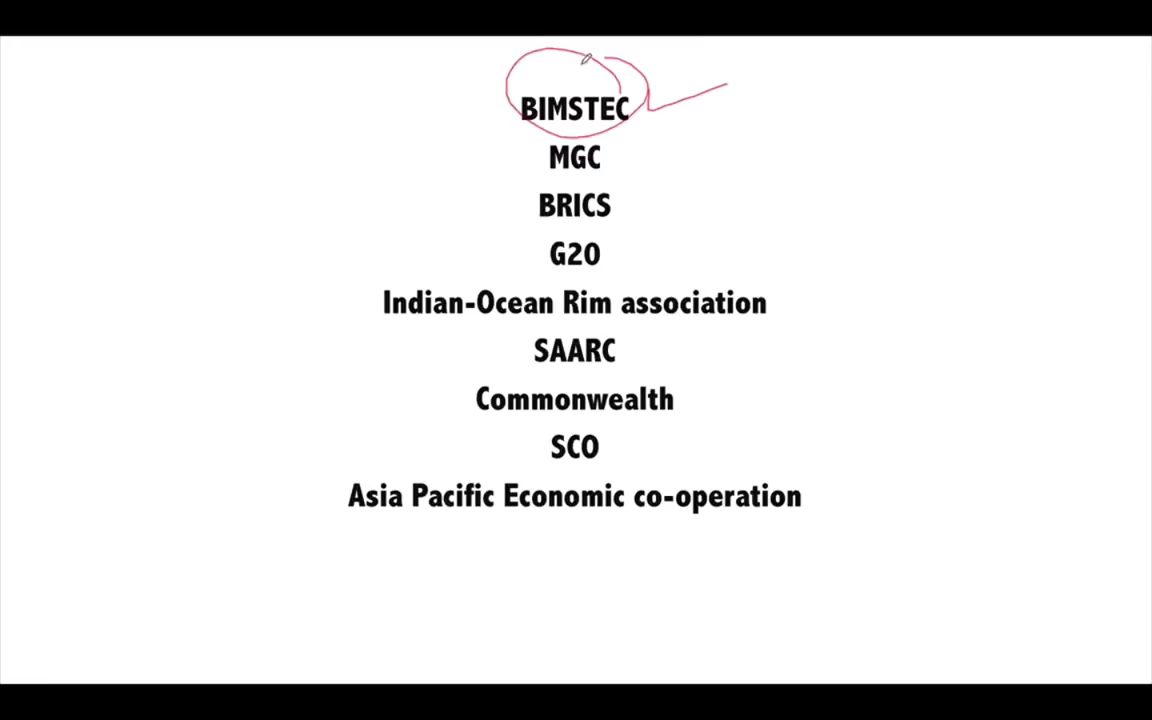 BIMSTEC
MGC
BRICS
G20
Indian-Ocean Rim association
SAARC
Commonwealth
SCO
Asia Pacific Economic co-operation